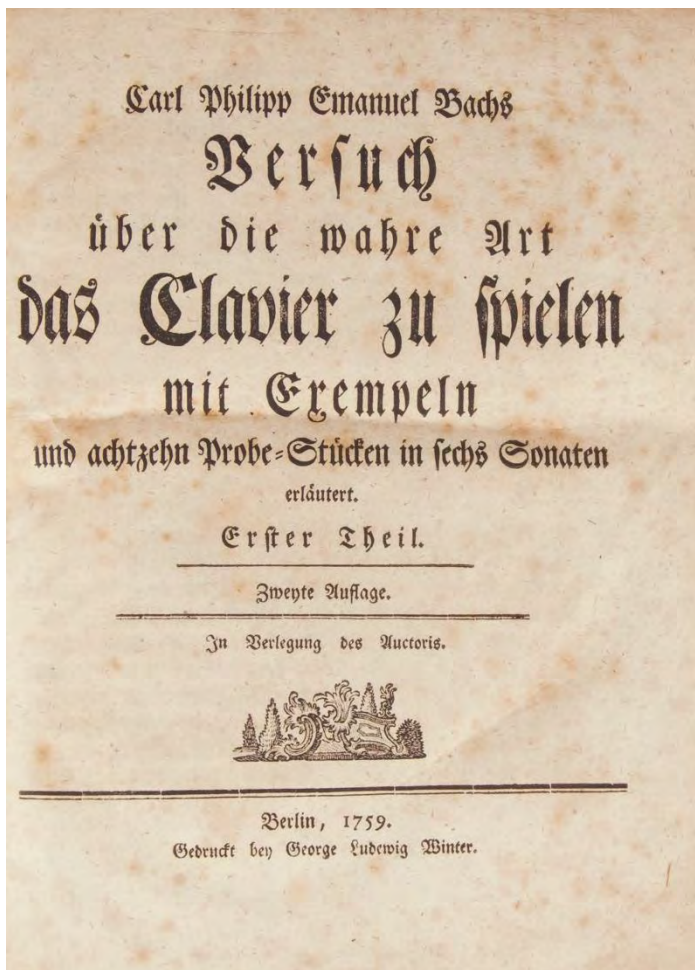 Carl Philipp Emanuel Bachs
Versuch
über die wahre Art
das Clavier zu spielen
mit Exempeln
und achtzehn Probe-Stücken in sechs Sonaten
erläutert.
Erster Theil.
Zweyte Auflage.
In Verlegung des Auctoris.
Berlin, 1759.
Gedruckt bey George Ludewig Winter.